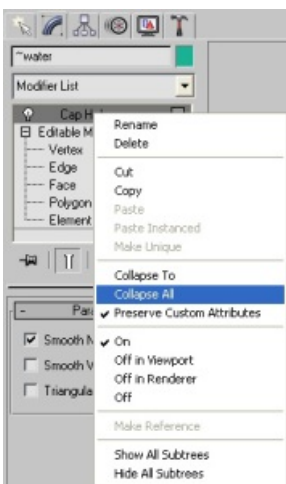 ~water
Modifier List
Cap H
Editable M
Vertex
Edge
Face
Polygon
Element
Rename
Delete
Cut
Copy
Paste
Paste Instanced
Make Unique
Collapse To
Collapse All
Preserve Custom Attributes
On
Off in Viewport
Off in Renderer
Off
Make Reference
Show All Subtrees
Hide All Subtrees
- Para
Smooth N
Smooth V
Triangula